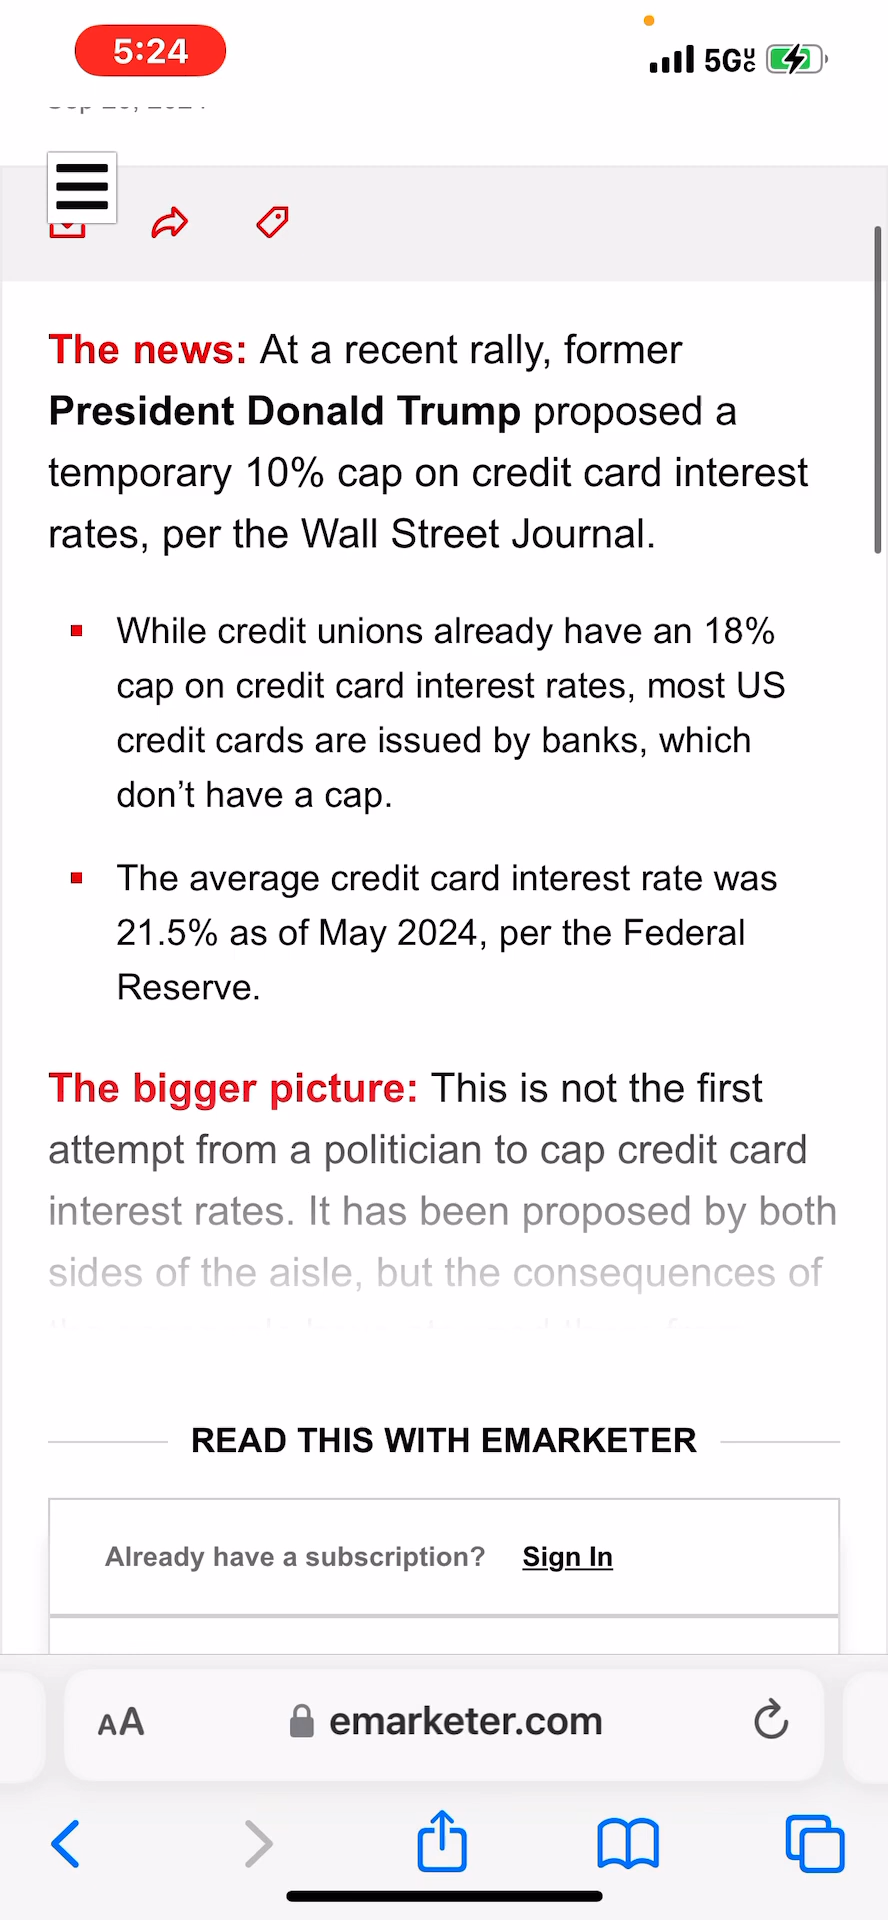 5:24
5G
The news: At a recent rally, former
President Donald Trump proposed a
temporary 10% cap on credit card interest
rates, per the Wall Street Journal.
While credit unions already have an 18%
cap on credit card interest rates, most US
credit cards are issued by banks, which
don’t have a cap.
The average credit card interest rate was
21.5% as of May 2024, per the Federal
Reserve.
The bigger picture: This is not the first
attempt from a politician to cap credit card
interest rates. It has been proposed by both
sides of the aisle, but the consequences of
READ THIS WITH EMARKETER
Already have a subscription? Sign In
AA emarketer.com